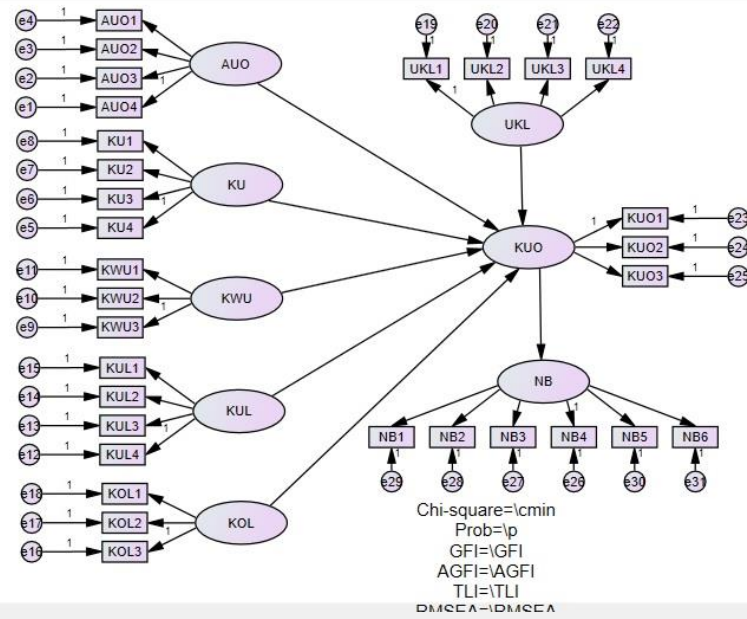 e4 1 AUO1
e3 1 AUO2
e2 1 AUO3
e1 1 AUO4
1
AUO
e8 1 KU1
e7 1 KU2
e6 1 KU3
e5 1 KU4
1
KU
e11 1 KWU1
e10 1 KWU2
e9 1 KWU3
1
KWU
e15 1 KUL1
e14 1 KUL2
e13 1 KUL3
e12 1 KUL4
1
KUL
e18 1 KOL1
e17 1 KOL2
e16 1 KOL3
1
KOL
e19 e20 e21 e22
1 1 1 1
UKL1 UKL2 UKL3 UKL4
1
UKL
KUO
1 KUO1 1 e23
KUO2 1 e24
KUO3 1 e25
NB
1
NB1 NB2 NB3 NB4 NB5 NB6
1 1 1 1 1 1
e29 e28 e27 e26 e30 e31
Chi-square=\cmin
Prob=\p
GFI=\GFI
AGFI=\AGFI
TLI=\TLI
RMSEA=\RMSEA